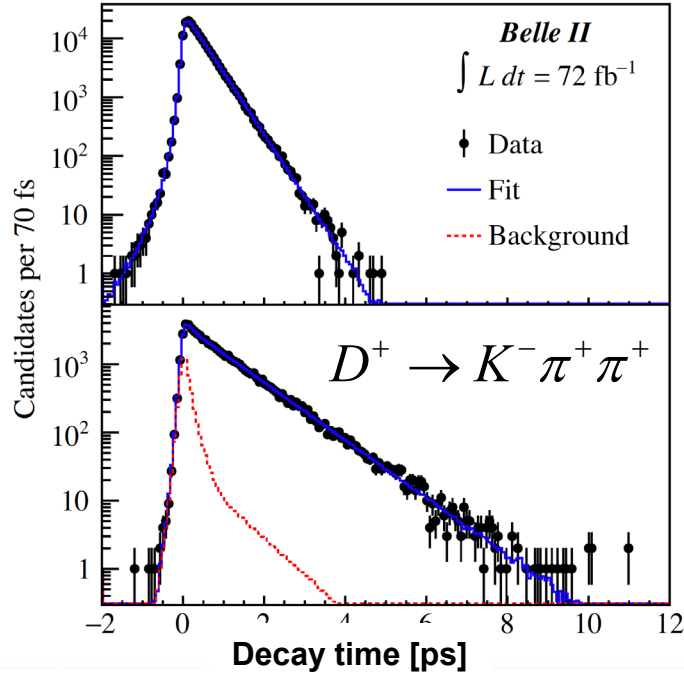 Belle II
∫ L dt = 72 fb⁻¹
Data
Fit
Background
Candidates per 70 fs
10⁴
10³
10²
10
1
D⁺ → K⁻ π⁺ π⁺
10³
10²
10
1
−2 0 2 4 6 8 10 12
Decay time [ps]